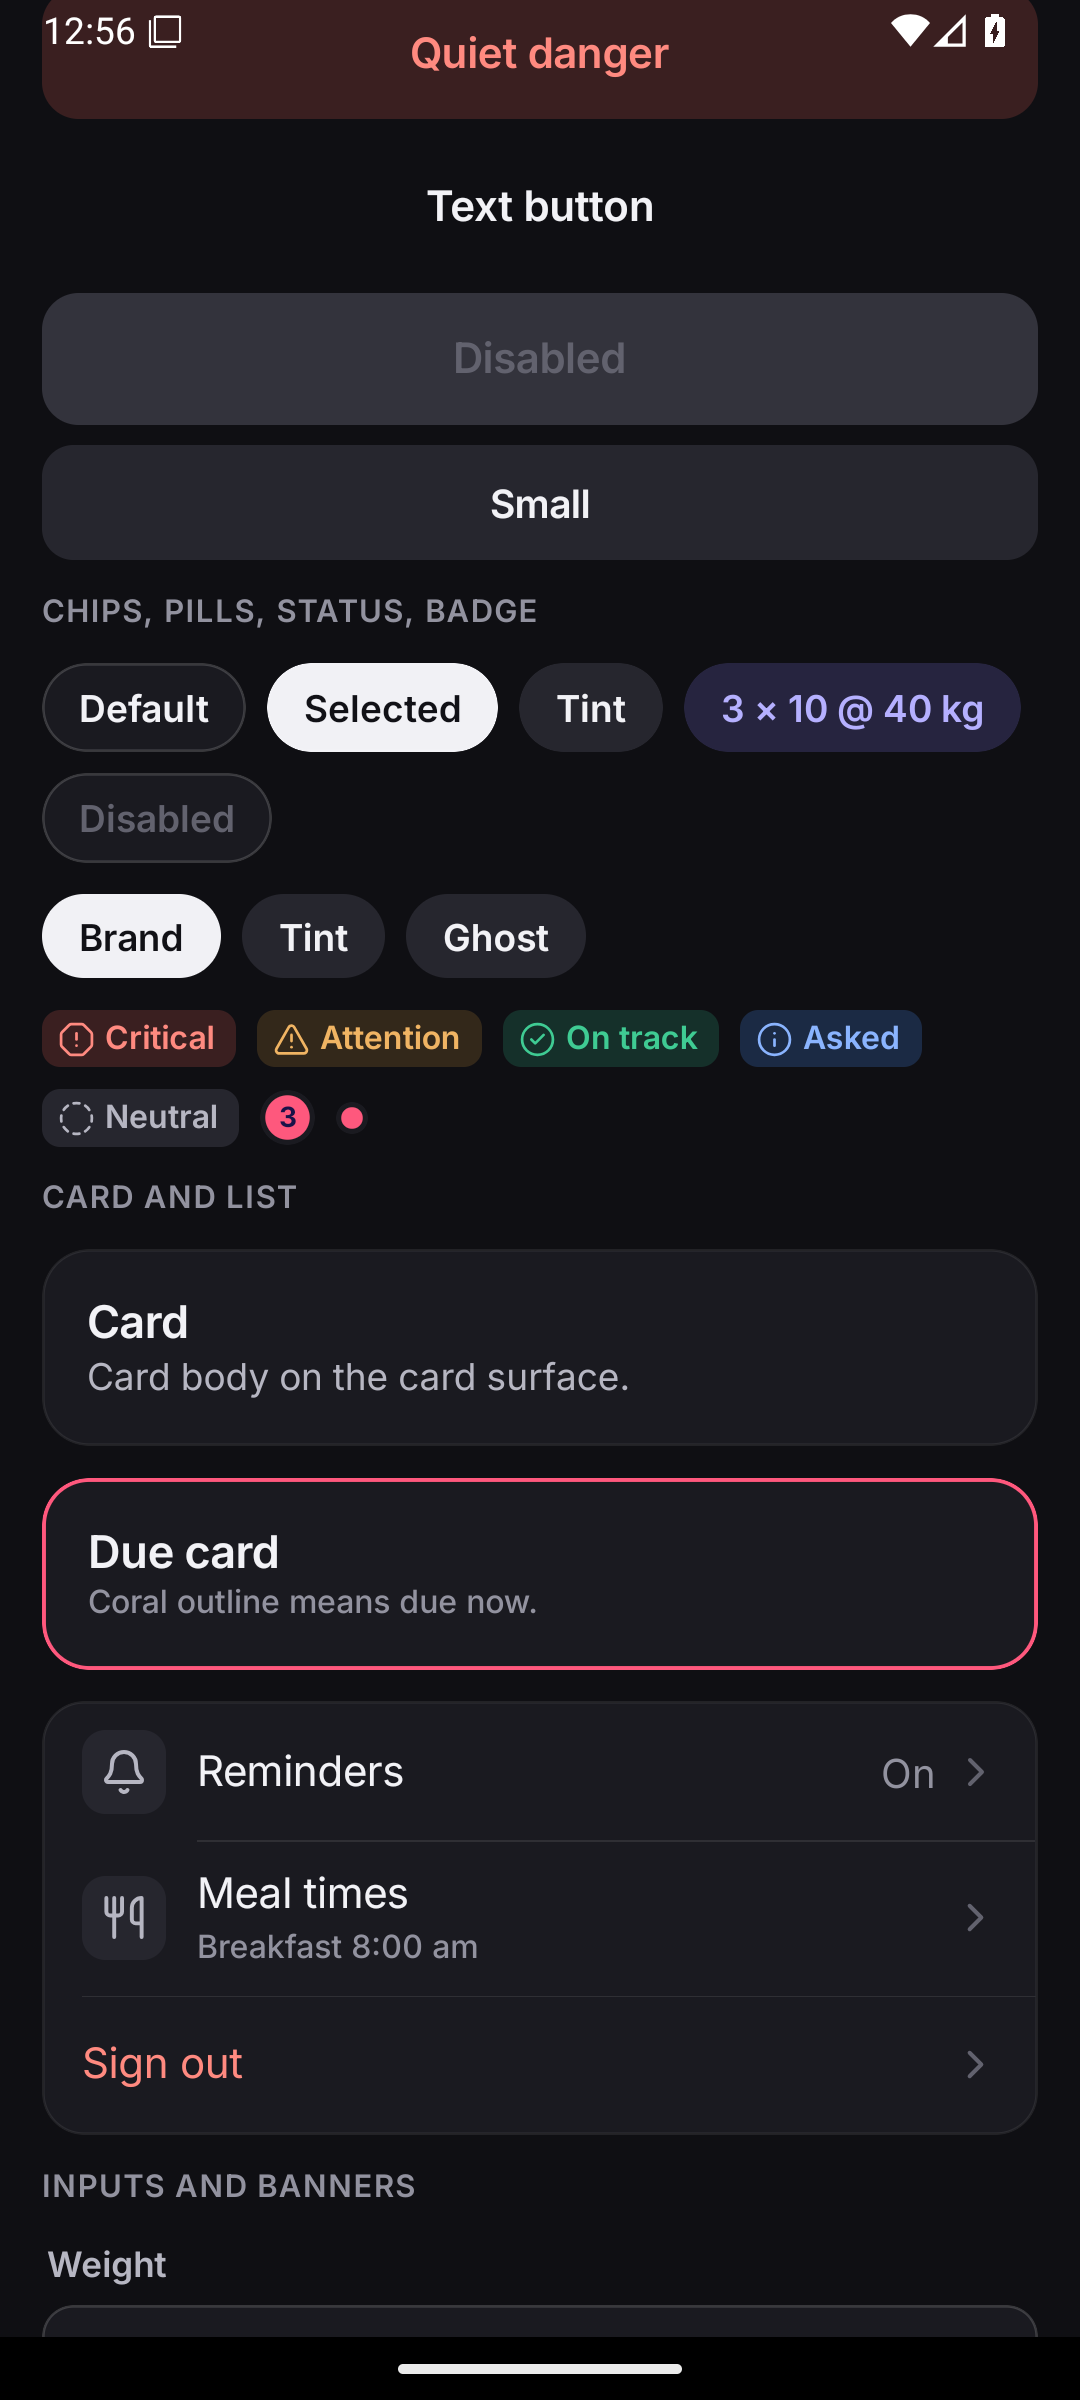 12:56
Quiet danger
Text button
Disabled
Small
CHIPS, PILLS, STATUS, BADGE
Default Selected Tint 3 × 10 @ 40 kg
Disabled
Brand Tint Ghost
Critical Attention On track Asked
Neutral 3
CARD AND LIST
Card
Card body on the card surface.
Due card
Coral outline means due now.
Reminders On
Meal times
Breakfast 8:00 am
Sign out
INPUTS AND BANNERS
Weight